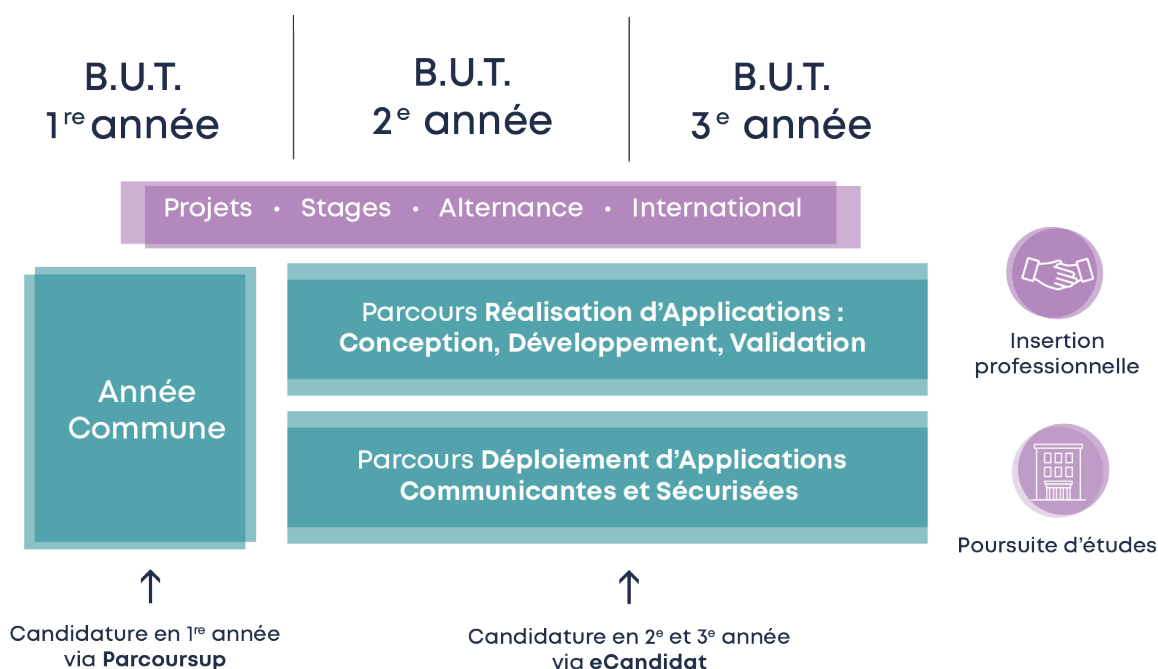 B.U.T.
1re année
B.U.T.
2e année
B.U.T.
3e année
Projets • Stages • Alternance • International
Année
Commune
Parcours Réalisation d’Applications :
Conception, Développement, Validation
Parcours Déploiement d’Applications
Communicantes et Sécurisées
Insertion
professionnelle
Poursuite d’études
Candidature en 1re année
via Parcoursup
Candidature en 2e et 3e année
via eCandidat